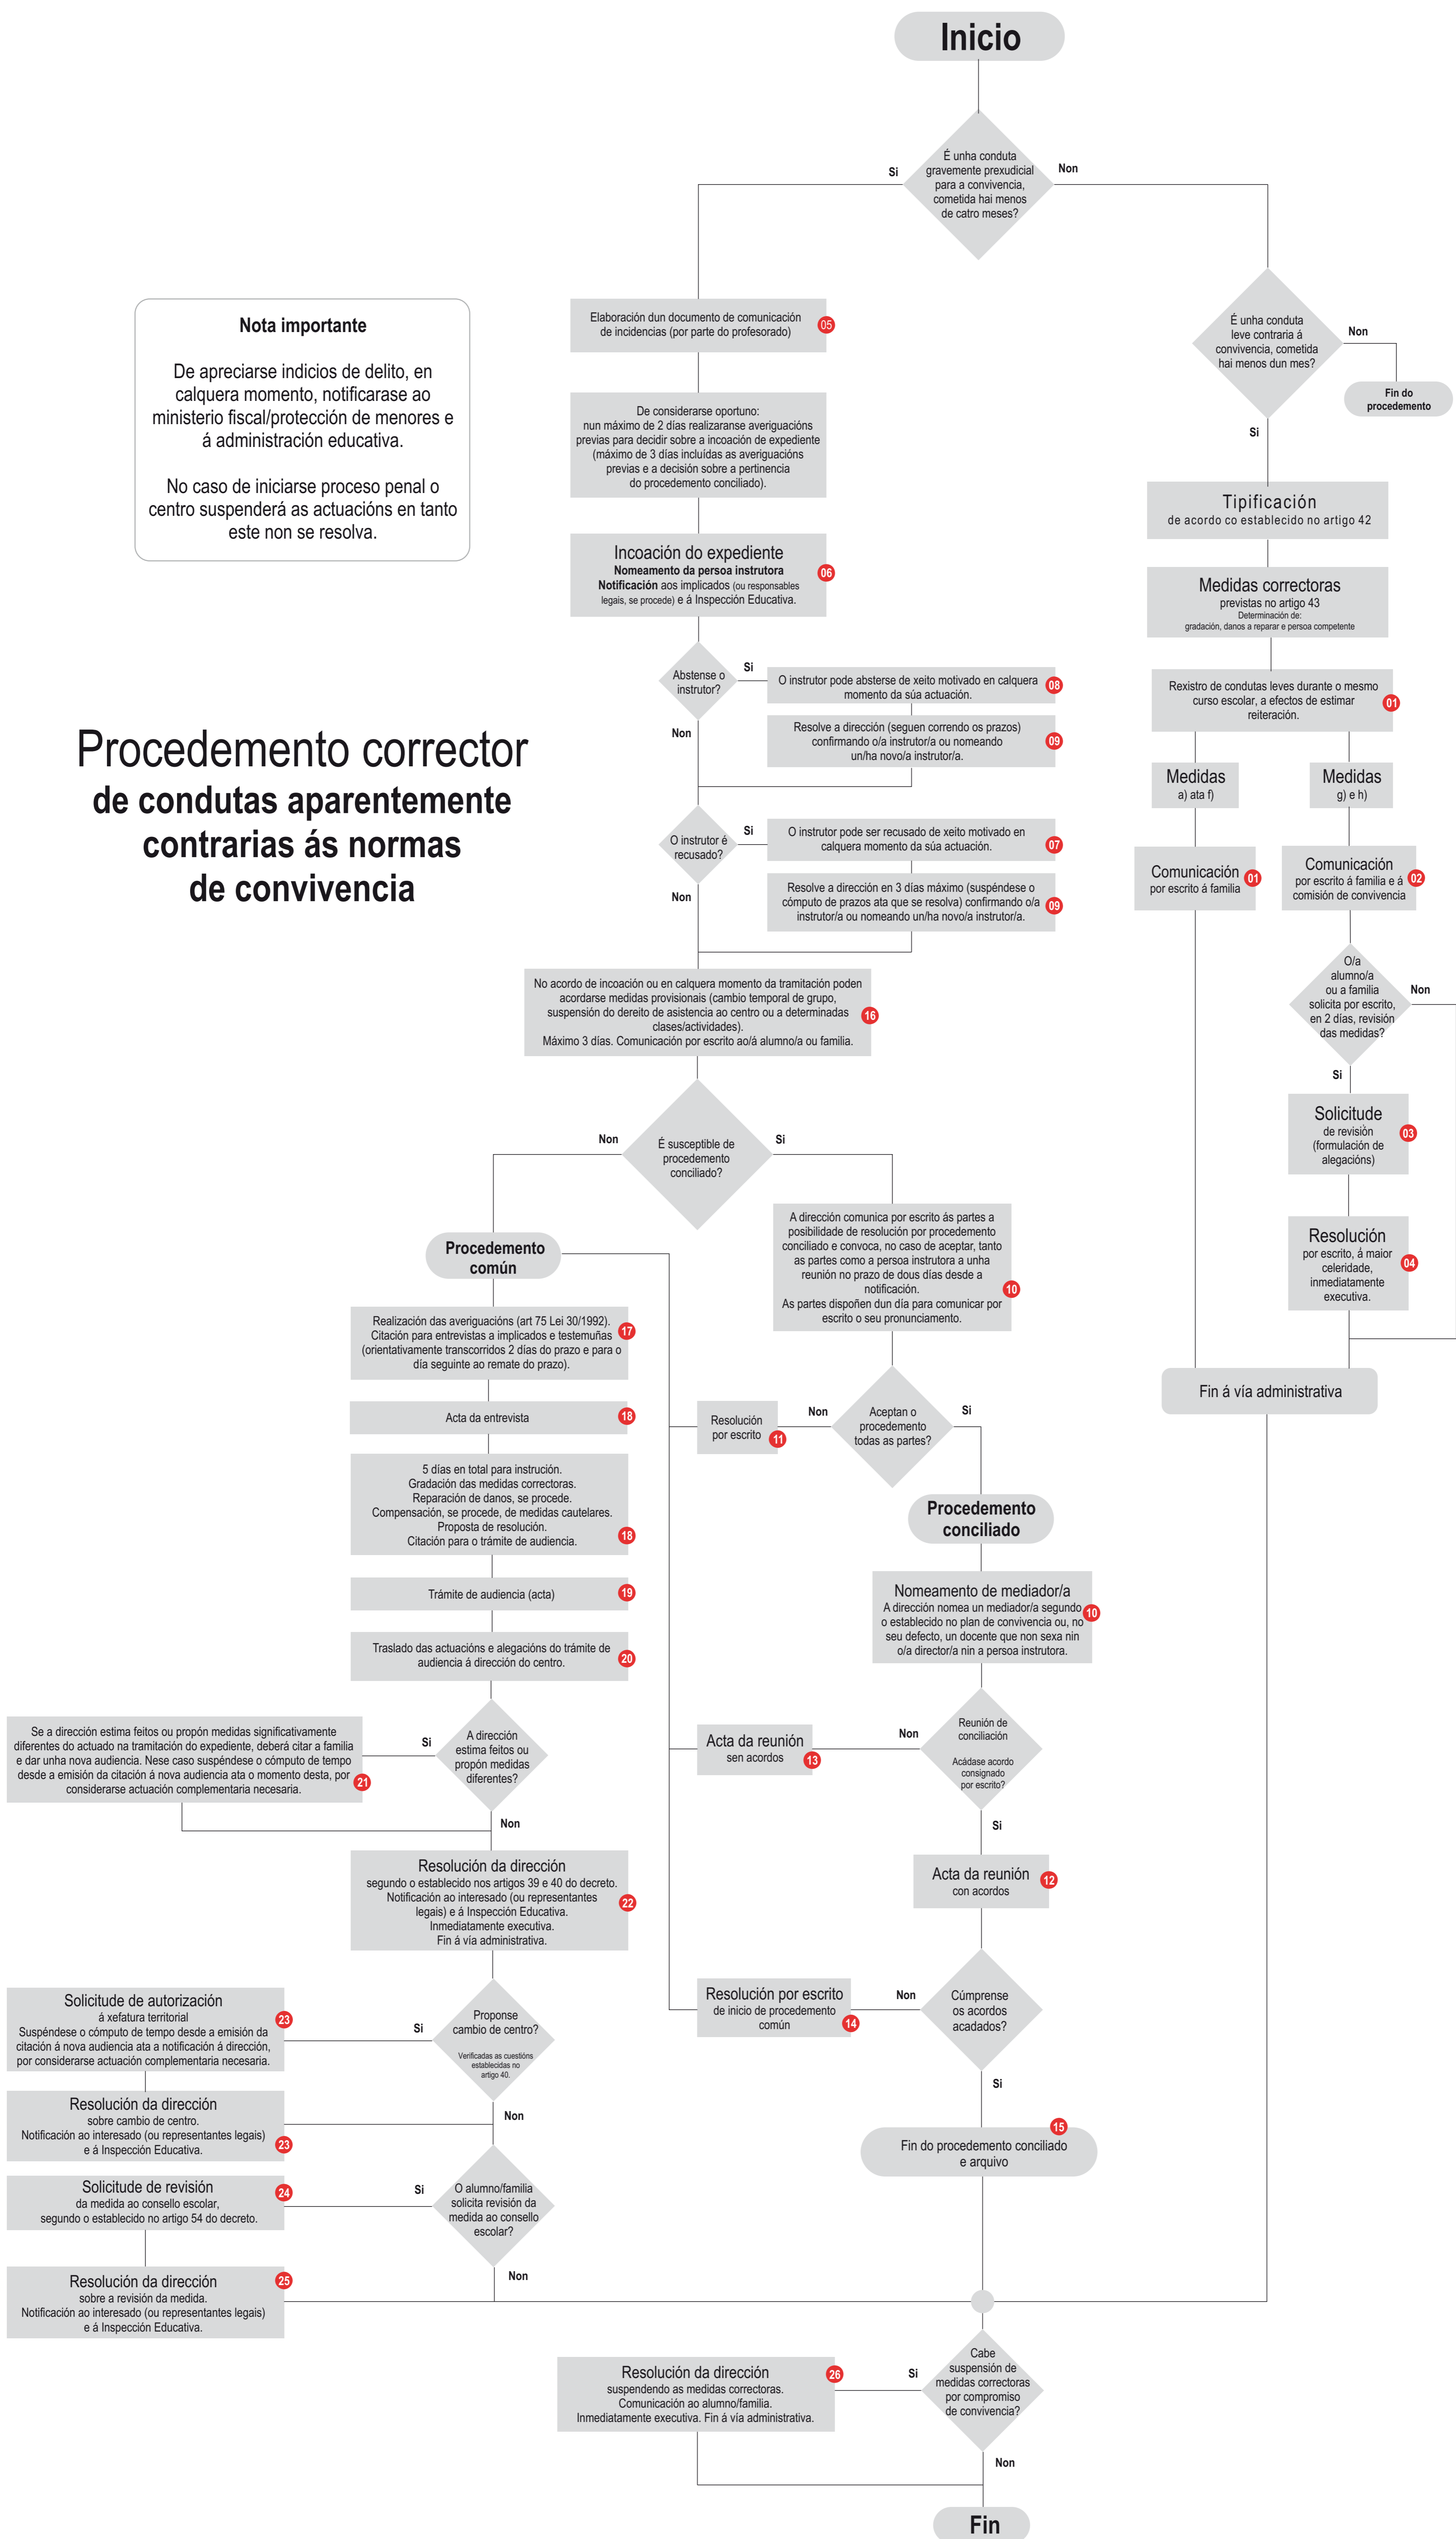 Inicio
É unha conduta
gravemente prexudicial
para a convivencia,
cometida hai menos
de catro meses?
Si
Non
Nota importante
De apreciarse indicios de delito, en
calquera momento, notificarase ao
ministerio fiscal/protección de menores e
á administración educativa.
No caso de iniciarse proceso penal o
centro suspenderá as actuacións en tanto
este non se resolva.
Procedemento corrector
de condutas aparentemente
contrarias ás normas
de convivencia
Elaboración dun documento de comunicación
de incidencias (por parte do profesorado)
05
De considerarse oportuno:
nun máximo de 2 días realizaranse averiguacións
previas para decidir sobre a incoación de expediente
(máximo de 3 días incluídas as averiguacións
previas e a decisión sobre a pertinencia
do procedemento conciliado).
Incoación do expediente
Nomeamento da persoa instrutora
Notificación aos implicados (ou responsables
legais, se procede) e á Inspección Educativa.
06
Abstense o
instrutor?
Si
Non
O instrutor pode absterse de xeito motivado en calquera
momento da súa actuación.
08
Resolve a dirección (seguen correndo os prazos)
confirmando o/a instrutor/a ou nomeando
un/ha novo/a instrutor/a.
09
O instrutor é
recusado?
Si
Non
O instrutor pode ser recusado de xeito motivado en
calquera momento da súa actuación.
07
Resolve a dirección en 3 días máximo (suspéndese o
cómputo de prazos ata que se resolva) confirmando o/a
instrutor/a ou nomeando un/ha novo/a instrutor/a.
09
No acordo de incoación ou en calquera momento da tramitación poden
acordarse medidas provisionais (cambio temporal de grupo,
suspensión do dereito de asistencia ao centro ou a determinadas
clases/actividades).
Máximo 3 días. Comunicación por escrito ao/á alumno/a ou familia.
16
É susceptible de
procedemento
conciliado?
Non
Si
É unha conduta
leve contraria á
convivencia, cometida
hai menos dun mes?
Non
Si
Fin do
procedemento
Tipificación
de acordo co establecido no artigo 42
Medidas correctoras
previstas no artigo 43
Determinación de:
gradación, danos a reparar e persoa competente
Rexistro de condutas leves durante o mesmo
curso escolar, a efectos de estimar
reiteración.
01
Medidas
a) ata f)
Medidas
g) e h)
Comunicación
por escrito á familia
01
Comunicación
por escrito á familia e á
comisión de convivencia
02
O/a
alumno/a
ou a familia
solicita por escrito,
en 2 días, revisión
das medidas?
Non
Si
Solicitude
de revisiòn
(formulación de
alegacións)
03
Resolución
por escrito, á maior
celeridade,
inmediatamente
executiva.
04
Fin á vía administrativa
Procedemento
común
Realización das averiguacións (art 75 Lei 30/1992).
Citación para entrevistas a implicados e testemuñas
(orientativamente transcorridos 2 días do prazo e para o
día seguinte ao remate do prazo).
17
Acta da entrevista
18
5 días en total para instrución.
Gradación das medidas correctoras.
Reparación de danos, se procede.
Compensación, se procede, de medidas cautelares.
Proposta de resolución.
Citación para o trámite de audiencia.
18
Trámite de audiencia (acta)
19
Traslado das actuacións e alegacións do trámite de
audiencia á dirección do centro.
20
A dirección
estima feitos ou
propón medidas
diferentes?
Si
Non
Se a dirección estima feitos ou propón medidas significativamente
diferentes do actuado na tramitación do expediente, deberá citar a familia
e dar unha nova audiencia. Nese caso suspéndese o cómputo de tempo
desde a emisión da citación á nova audiencia ata o momento desta, por
considerarse actuación complementaria necesaria.
21
Resolución da dirección
segundo o establecido nos artigos 39 e 40 do decreto.
Notificación ao interesado (ou representantes
legais) e á Inspección Educativa.
Inmediatamente executiva.
Fin á vía administrativa.
22
Proponse
cambio de centro?
Verificadas as cuestións
establecidas no
artigo 40.
Si
Non
Solicitude de autorización
á xefatura territorial
Suspéndese o cómputo de tempo desde a emisión da
citación á nova audiencia ata a notificación á dirección,
por considerarse actuación complementaria necesaria.
23
Resolución da dirección
sobre cambio de centro.
Notificación ao interesado (ou representantes legais)
e á Inspección Educativa.
23
O alumno/familia
solicita revisión da
medida ao consello
escolar?
Si
Non
Solicitude de revisión
da medida ao consello escolar,
segundo o establecido no artigo 54 do decreto.
24
Resolución da dirección
sobre a revisión da medida.
Notificación ao interesado (ou representantes legais)
e á Inspección Educativa.
25
A dirección comunica por escrito ás partes a
posibilidade de resolución por procedemento
conciliado e convoca, no caso de aceptar, tanto
as partes como a persoa instrutora a unha
reunión no prazo de dous días desde a
notificación.
As partes dispoñen dun día para comunicar por
escrito o seu pronunciamento.
10
Aceptan o
procedemento
todas as partes?
Non
Si
Resolución
por escrito
11
Procedemento
conciliado
Nomeamento de mediador/a
A dirección nomea un mediador/a segundo
o establecido no plan de convivencia ou, no
seu defecto, un docente que non sexa nin
o/a director/a nin a persoa instrutora.
10
Reunión de
conciliación
Acádase acordo
consignado
por escrito?
Non
Si
Acta da reunión
sen acordos
13
Acta da reunión
con acordos
12
Cúmprense
os acordos
acadados?
Non
Si
Resolución por escrito
de inicio de procedemento
común
14
15
Fin do procedemento conciliado
e arquivo
Cabe
suspensión de
medidas correctoras
por compromiso
de convivencia?
Si
Non
Resolución da dirección
suspendendo as medidas correctoras.
Comunicación ao alumno/familia.
Inmediatamente executiva. Fin á vía administrativa.
26
Fin